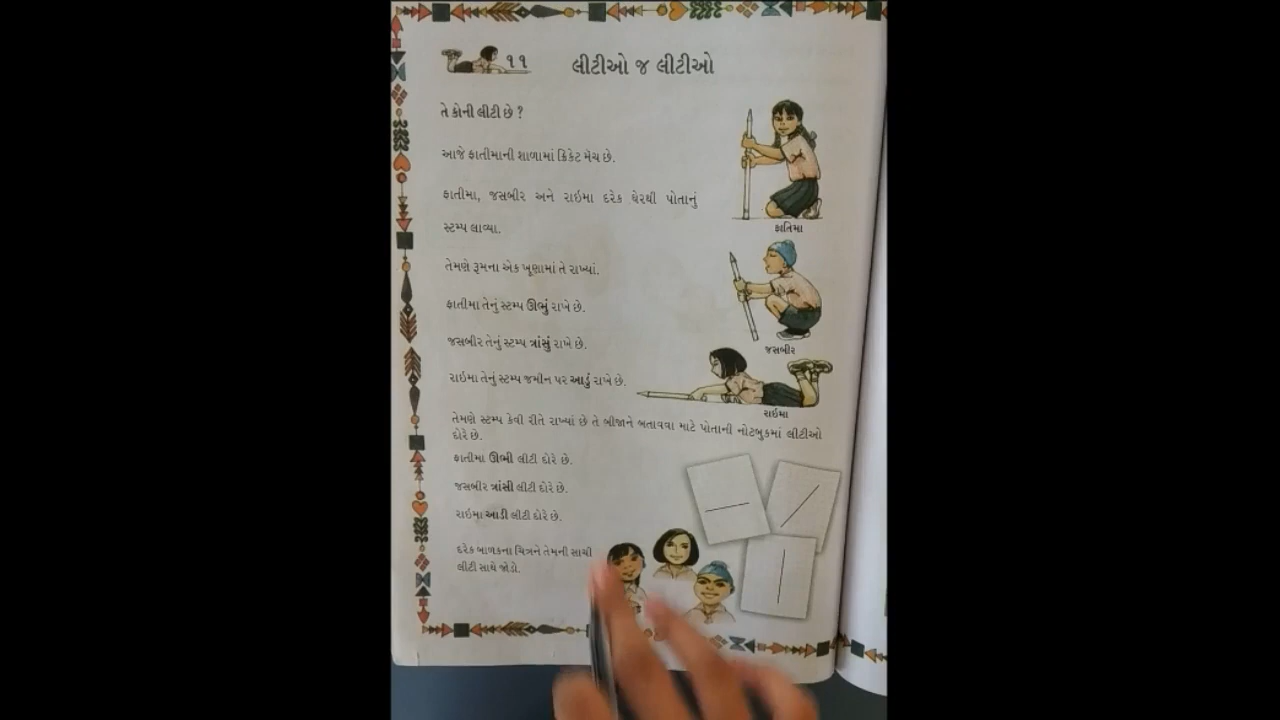 ૧૧ લીટીઓ જ લીટીઓ
તે કોની લીટી છે ?
આજે ફાતીમાની શાળામાં ક્રિકેટ મૅચ છે.
ફાતીમા, જસબીર અને રાઇમા દરેક ઘેરથી પોતાનું
સ્ટમ્પ લાવ્યા.
ફાતિમા
તેમણે રૂમના એક ખૂણામાં તે રાખ્યાં.
ફાતીમા તેનું સ્ટમ્પ ઊભું રાખે છે.
જસબીર તેનું સ્ટમ્પ ત્રાંસું રાખે છે.
જસબીર
રાઇમા તેનું સ્ટમ્પ જમીન પર આડું રાખે છે.
રાઇમા
તેમણે સ્ટમ્પ કેવી રીતે રાખ્યાં છે તે બીજાને બતાવવા માટે પોતાની નોટબુકમાં લીટીઓ
દોરે છે.
ફાતીમા ઊભી લીટી દોરે છે.
જસબીર ત્રાંસી લીટી દોરે છે.
રાઇમા આડી લીટી દોરે છે.
દરેક બાળકના ચિત્રને તેમની સાચી
લીટી સાથે જોડો.